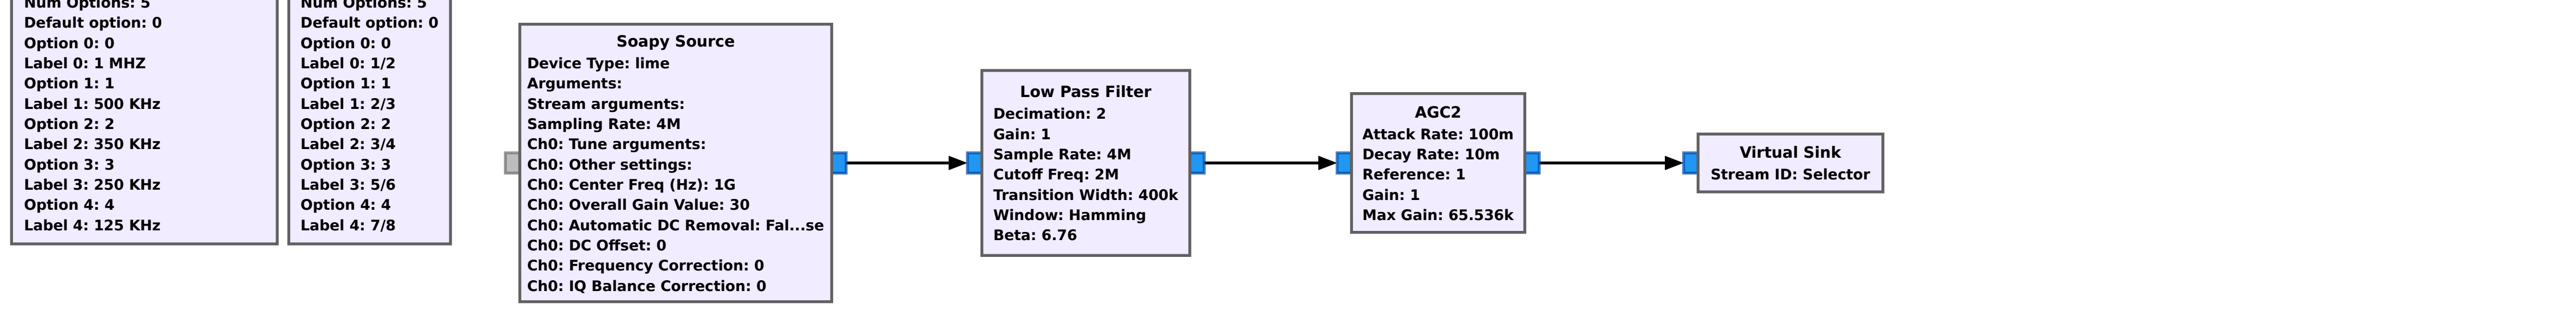 Num Options: 5
Default option: 0
Option 0: 0
Label 0: 1 MHZ
Option 1: 1
Label 1: 500 KHz
Option 2: 2
Label 2: 350 KHz
Option 3: 3
Label 3: 250 KHz
Option 4: 4
Label 4: 125 KHz
Num Options: 5
Default option: 0
Option 0: 0
Label 0: 1/2
Option 1: 1
Label 1: 2/3
Option 2: 2
Label 2: 3/4
Option 3: 3
Label 3: 5/6
Option 4: 4
Label 4: 7/8
Soapy Source
Device Type: lime
Arguments:
Stream arguments:
Sampling Rate: 4M
Ch0: Tune arguments:
Ch0: Other settings:
Ch0: Center Freq (Hz): 1G
Ch0: Overall Gain Value: 30
Ch0: Automatic DC Removal: Fal...se
Ch0: DC Offset: 0
Ch0: Frequency Correction: 0
Ch0: IQ Balance Correction: 0
Low Pass Filter
Decimation: 2
Gain: 1
Sample Rate: 4M
Cutoff Freq: 2M
Transition Width: 400k
Window: Hamming
Beta: 6.76
AGC2
Attack Rate: 100m
Decay Rate: 10m
Reference: 1
Gain: 1
Max Gain: 65.536k
Virtual Sink
Stream ID: Selector